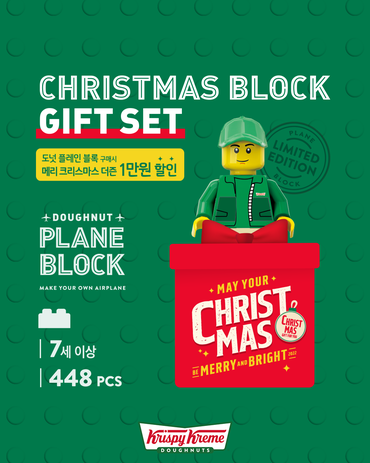 CHRISTMAS BLOCK
GIFT SET
도넛 플레인 블록 구매시
메리 크리스마스 더즌 1만원 할인
PLANE
LIMITED
EDITION
BLOCK
DOUGHNUT
PLANE
BLOCK
MAKE YOUR OWN AIRPLANE
7세 이상
448 PCS
MAY YOUR
CHRIST
MAS
BE MERRY AND BRIGHT
CHRIST
MAS
Krispy Kreme
DOUGHNUTS